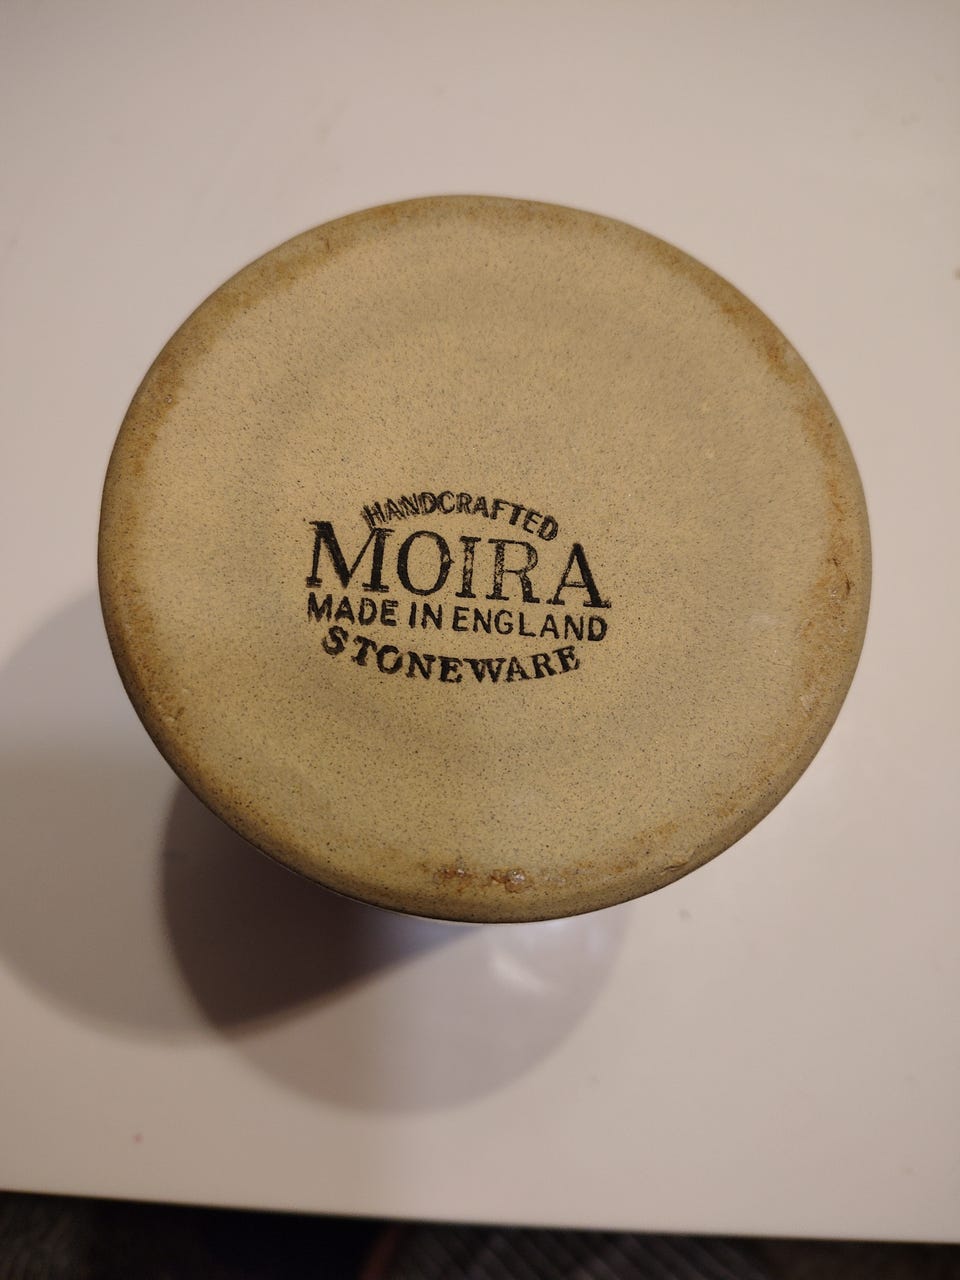 HANDCRAFTED
MOIRA
MADE IN ENGLAND
STONEWARE